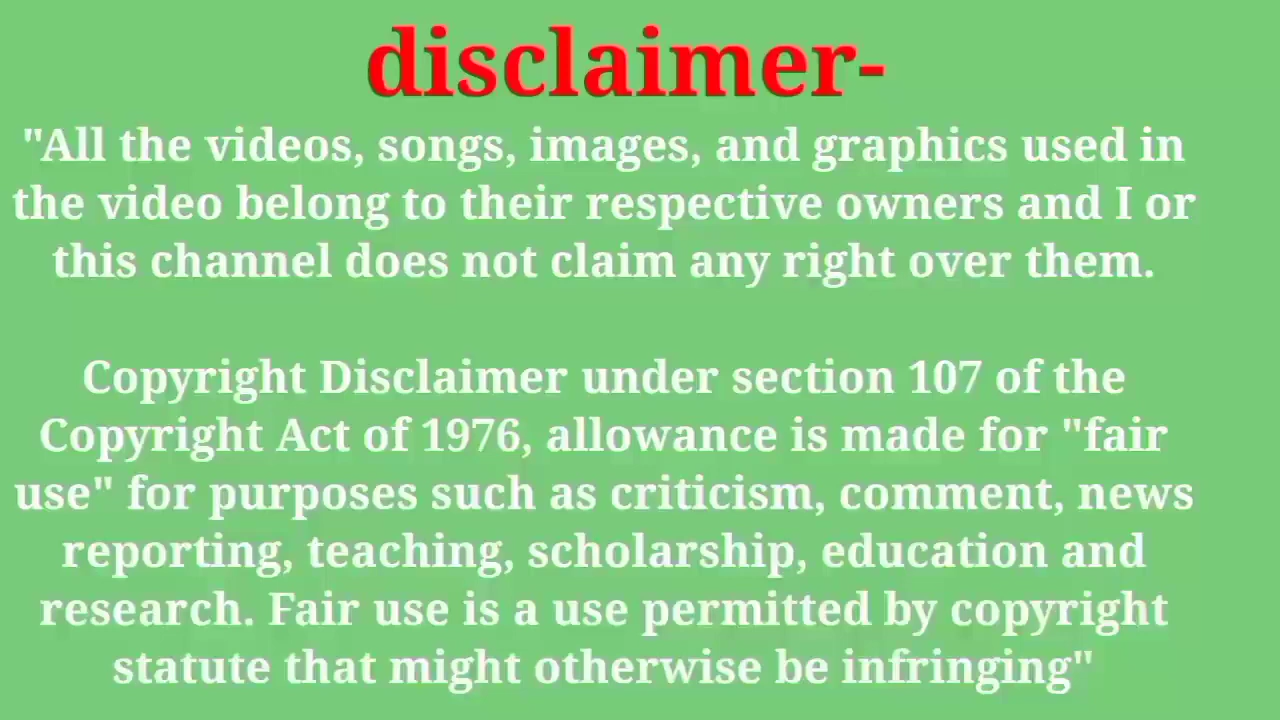 disclaimer-
"All the videos, songs, images, and graphics used in
the video belong to their respective owners and I or
this channel does not claim any right over them.
Copyright Disclaimer under section 107 of the
Copyright Act of 1976, allowance is made for "fair
use" for purposes such as criticism, comment, news
reporting, teaching, scholarship, education and
research. Fair use is a use permitted by copyright
statute that might otherwise be infringing"